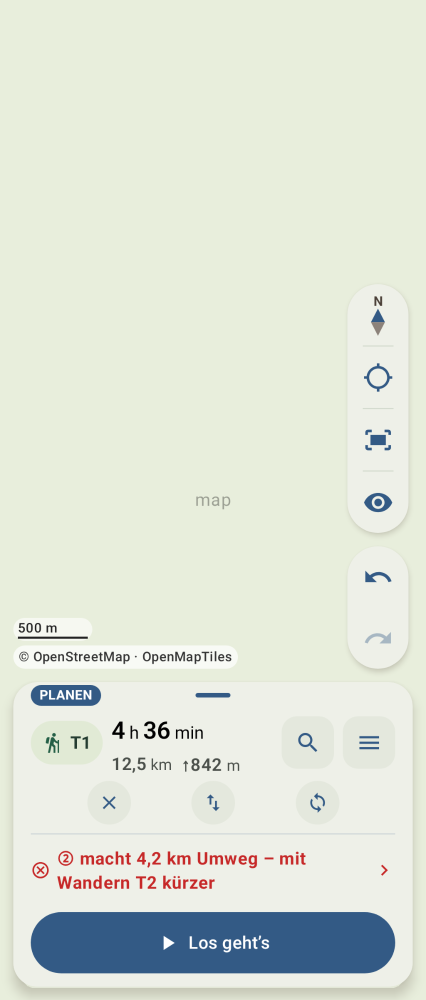 N
map
500 m
© OpenStreetMap · OpenMapTiles
PLANEN
T1
4 h 36 min
12,5 km ↑842 m
② macht 4,2 km Umweg – mit
Wandern T2 kürzer
Los geht's